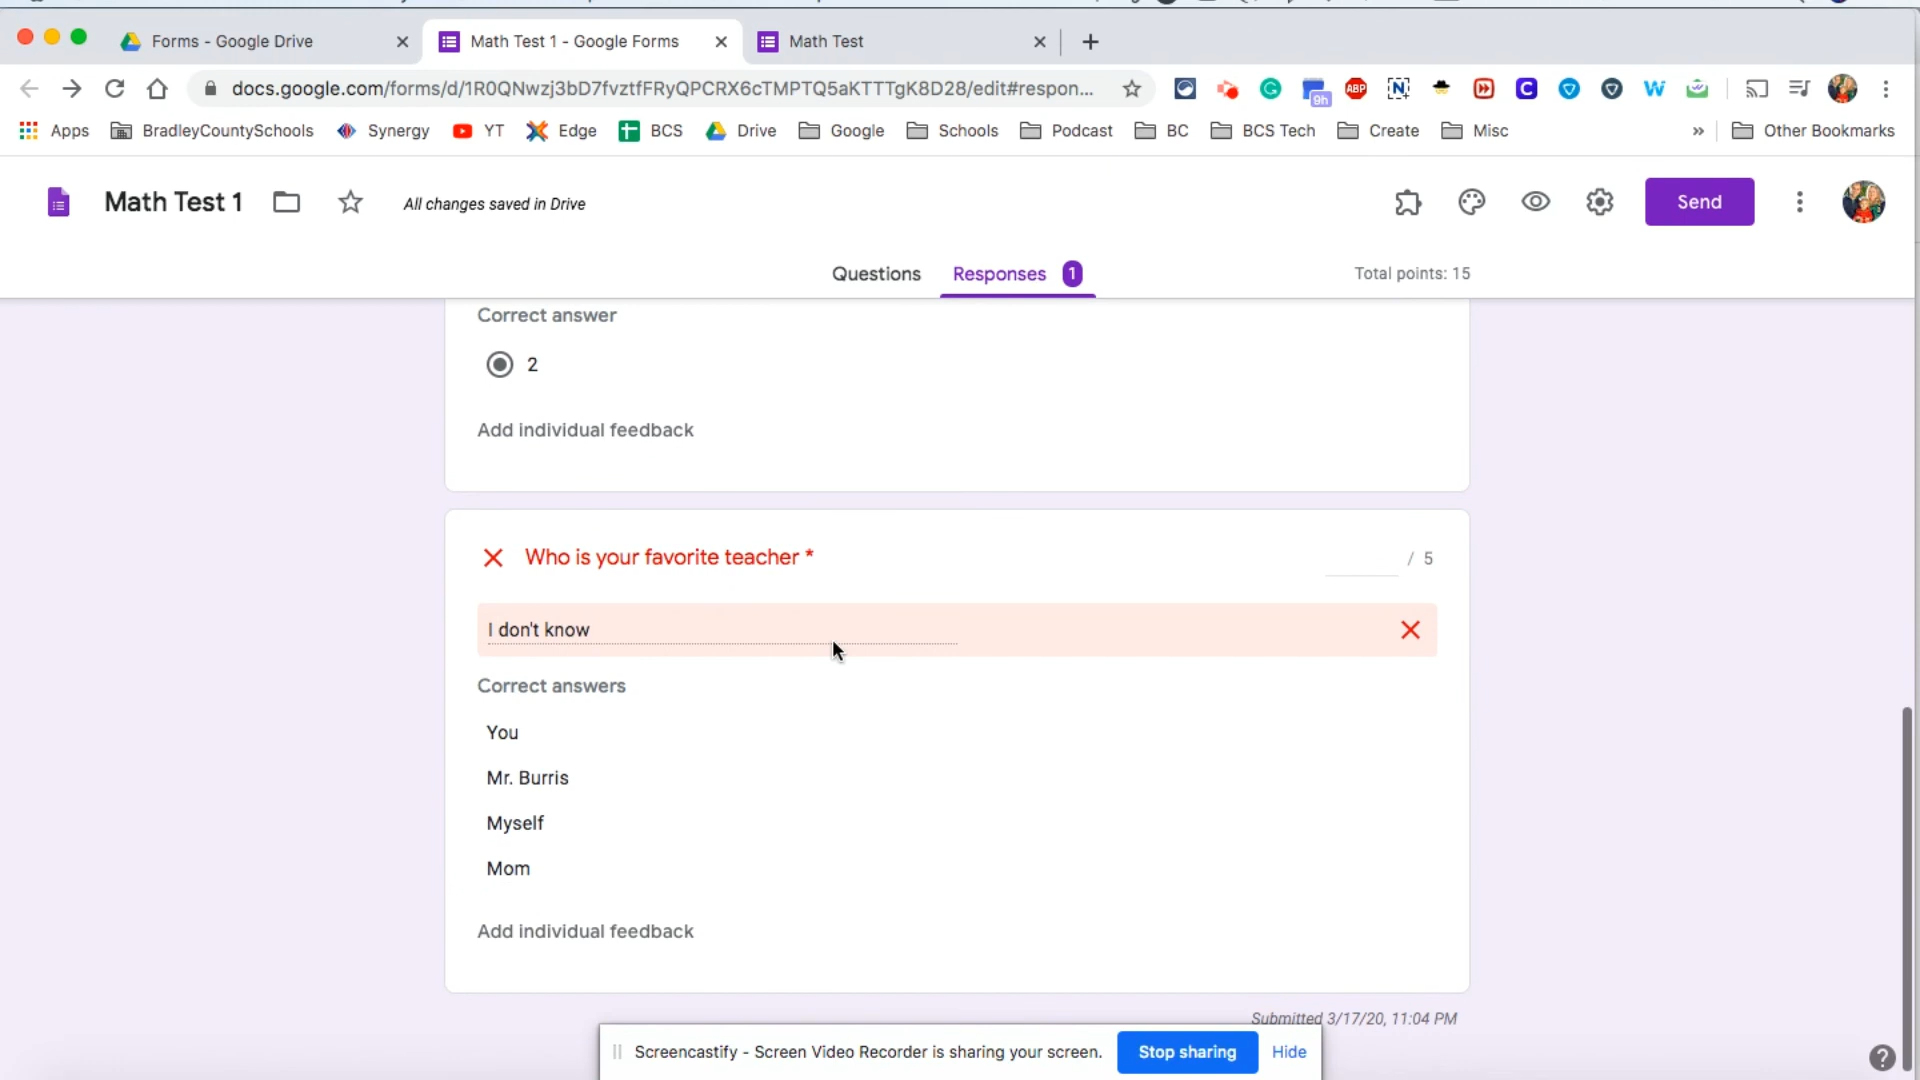 Forms - Google Drive
Math Test 1 - Google Forms
Math Test
docs.google.com/forms/d/1R0QNwzj3bD7fvztfFRyQPCRX6cTMPTQ5aKTTTgK8D28/edit#respon...
ABP
N
9h
C
W
Apps
BradleyCountySchools
Synergy
YT
Edge
BCS
Drive
Google
Schools
Podcast
BC
BCS Tech
Create
Misc
»
Other Bookmarks
Math Test 1
All changes saved in Drive
Send
Questions
Responses 1
Total points: 15
Correct answer
2
Add individual feedback
Who is your favorite teacher *
/ 5
I don't know
Correct answers
You
Mr. Burris
Myself
Mom
Add individual feedback
Submitted 3/17/20, 11:04 PM
Screencastify - Screen Video Recorder is sharing your screen.
Stop sharing
Hide